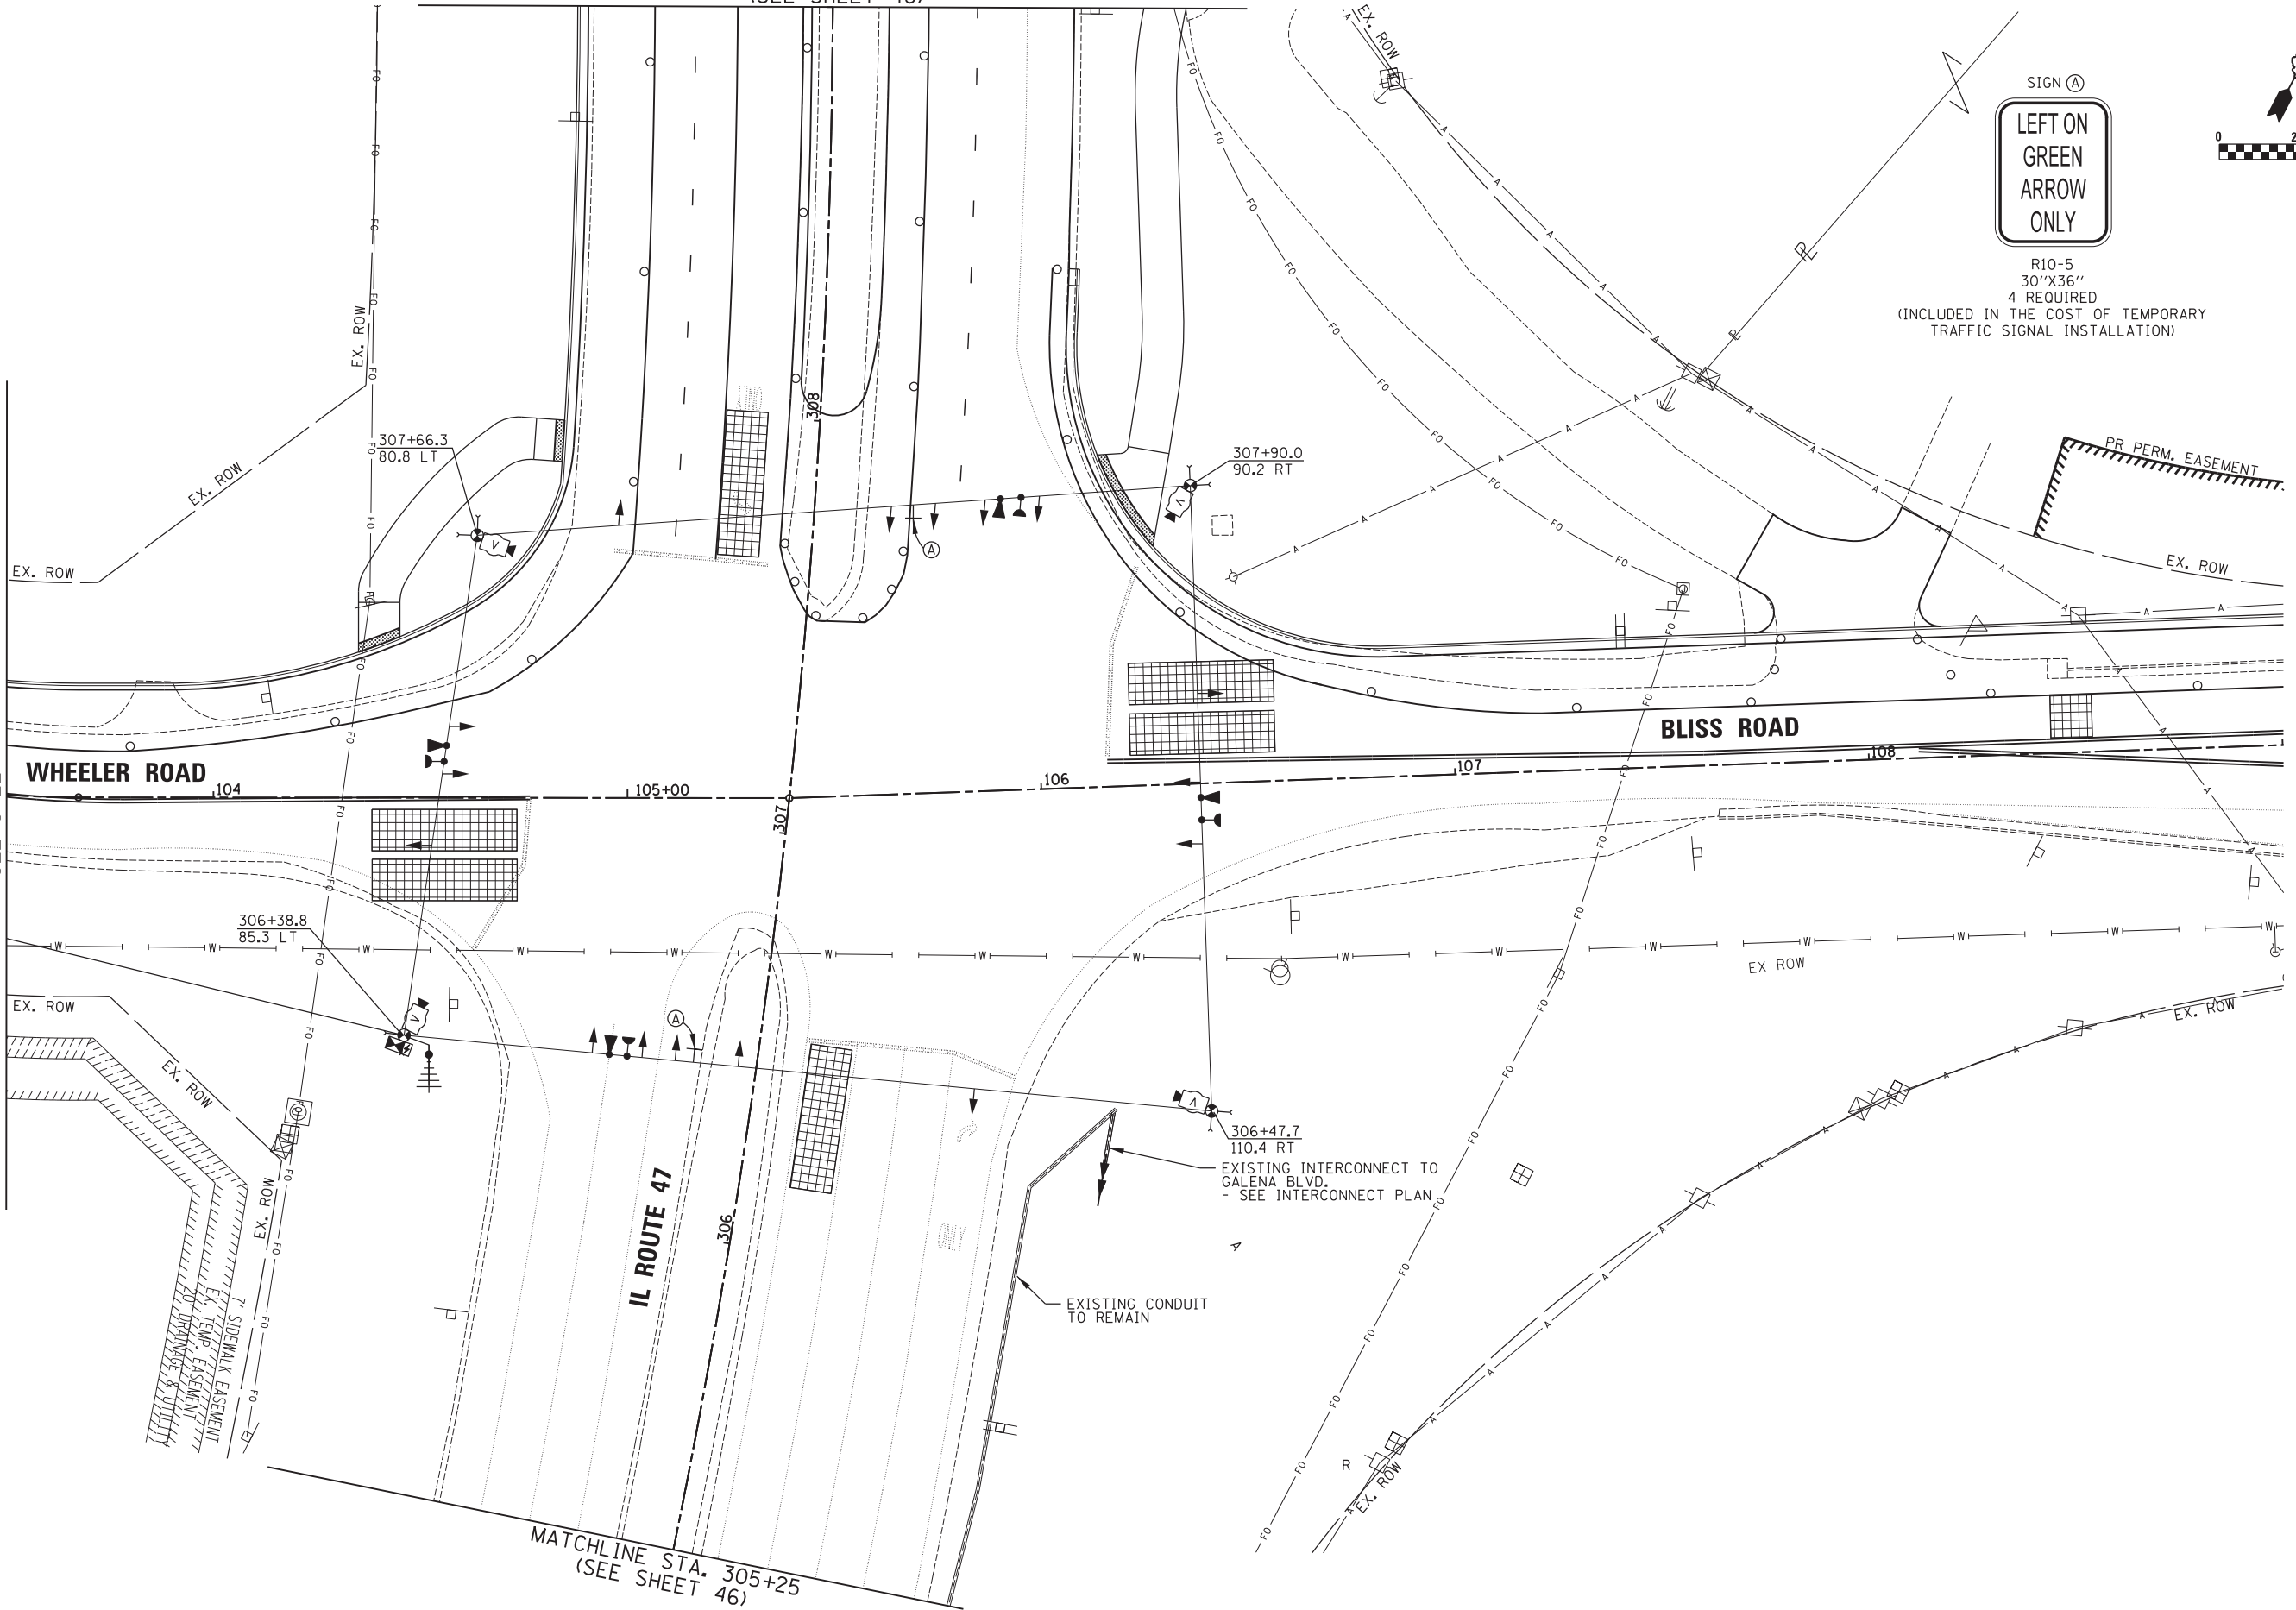 EX. ROW
SIGN A
LEFT ON
GREEN
ARROW
ONLY
0
R10-5
30"X36"
4 REQUIRED
(INCLUDED IN THE COST OF TEMPORARY
TRAFFIC SIGNAL INSTALLATION)
EX. ROW
EX. ROW
EX. ROW
307+66.3
80.8 LT
308
ONLY
307+90.0
90.2 RT
A
PR PERM. EASEMENT
EX. ROW
BLISS ROAD
WHEELER ROAD
104
105+00
106
107
108
307
306+38.8
85.3 LT
EX ROW
EX. ROW
EX. ROW
EX. ROW
A
306+47.7
110.4 RT
EXISTING INTERCONNECT TO
GALENA BLVD.
- SEE INTERCONNECT PLAN
EX. ROW
IL ROUTE 47
306
ONLY
A
EXISTING CONDUIT
TO REMAIN
7' SIDEWALK EASEMENT
EX. TEMP. EASEMENT
DRAINAGE & UTILITY
R
EX. ROW
MATCHLINE STA. 305+25
(SEE SHEET 46)